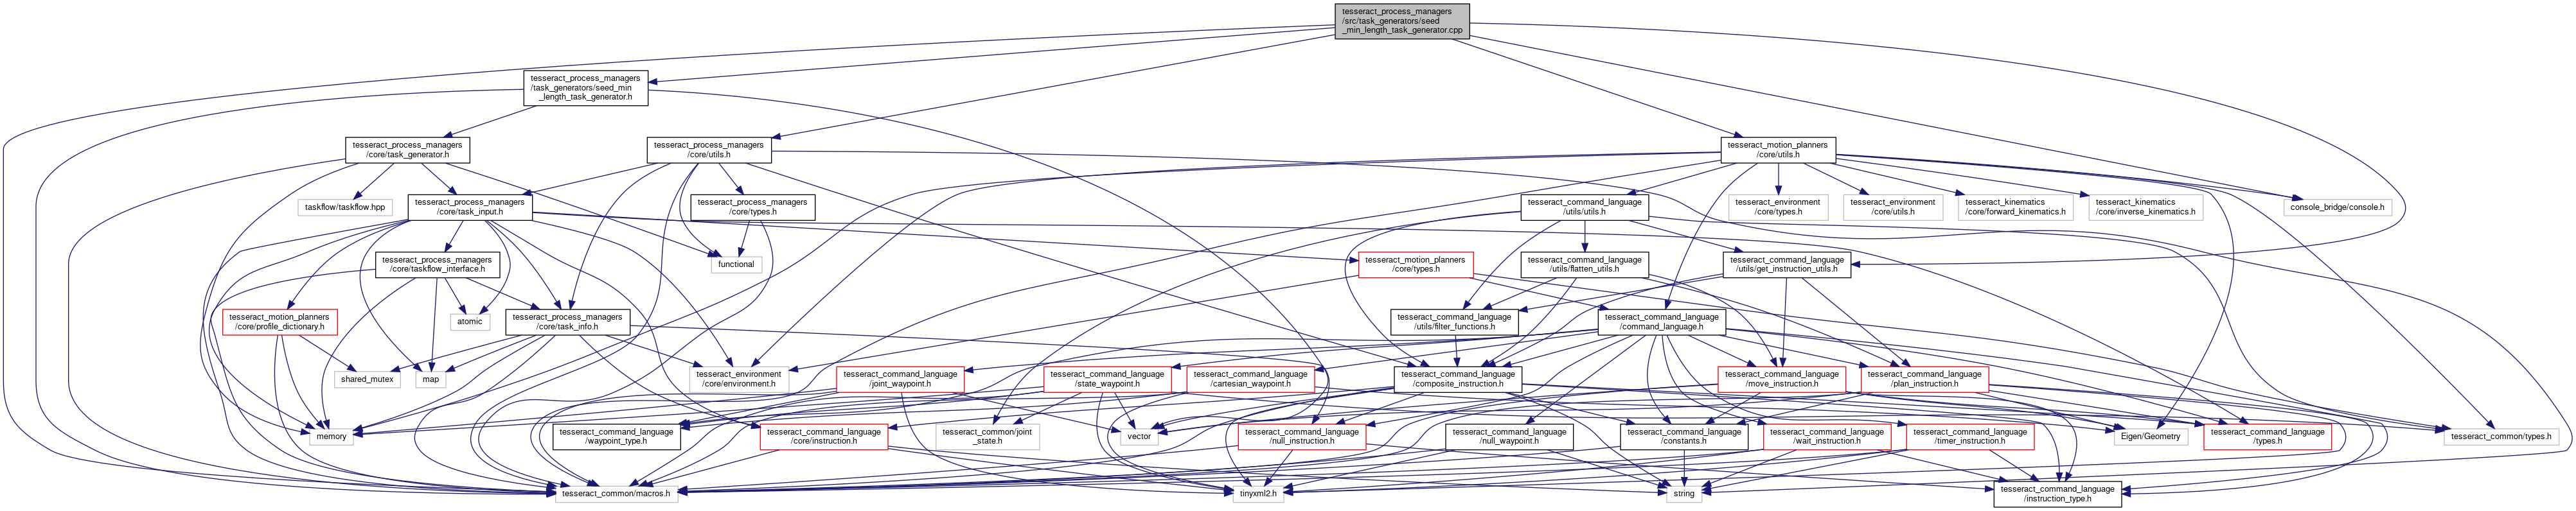 tesseract_process_managers
/src/task_generators/seed
_min_length_task_generator.cpp
tesseract_process_managers
/task_generators/seed_min
_length_task_generator.h
tesseract_process_managers
/core/task_generator.h
tesseract_process_managers
/core/utils.h
tesseract_motion_planners
/core/utils.h
taskflow/taskflow.hpp
tesseract_process_managers
/core/task_input.h
tesseract_process_managers
/core/types.h
tesseract_command_language
/utils/utils.h
tesseract_environment
/core/types.h
tesseract_environment
/core/utils.h
tesseract_kinematics
/core/forward_kinematics.h
tesseract_kinematics
/core/inverse_kinematics.h
console_bridge/console.h
tesseract_process_managers
/core/taskflow_interface.h
functional
tesseract_motion_planners
/core/types.h
tesseract_command_language
/utils/flatten_utils.h
tesseract_command_language
/utils/get_instruction_utils.h
tesseract_motion_planners
/core/profile_dictionary.h
atomic
tesseract_process_managers
/core/task_info.h
tesseract_command_language
/utils/filter_functions.h
tesseract_command_language
/command_language.h
shared_mutex
map
tesseract_environment
/core/environment.h
tesseract_command_language
/joint_waypoint.h
tesseract_command_language
/state_waypoint.h
tesseract_command_language
/cartesian_waypoint.h
tesseract_command_language
/composite_instruction.h
tesseract_command_language
/move_instruction.h
tesseract_command_language
/plan_instruction.h
memory
tesseract_command_language
/waypoint_type.h
tesseract_command_language
/core/instruction.h
tesseract_common/joint
_state.h
vector
tesseract_command_language
/null_instruction.h
tesseract_command_language
/null_waypoint.h
tesseract_command_language
/constants.h
tesseract_command_language
/wait_instruction.h
tesseract_command_language
/timer_instruction.h
Eigen/Geometry
tesseract_command_language
/types.h
tesseract_common/types.h
tesseract_common/macros.h
string
tinyxml2.h
string
tesseract_command_language
/instruction_type.h